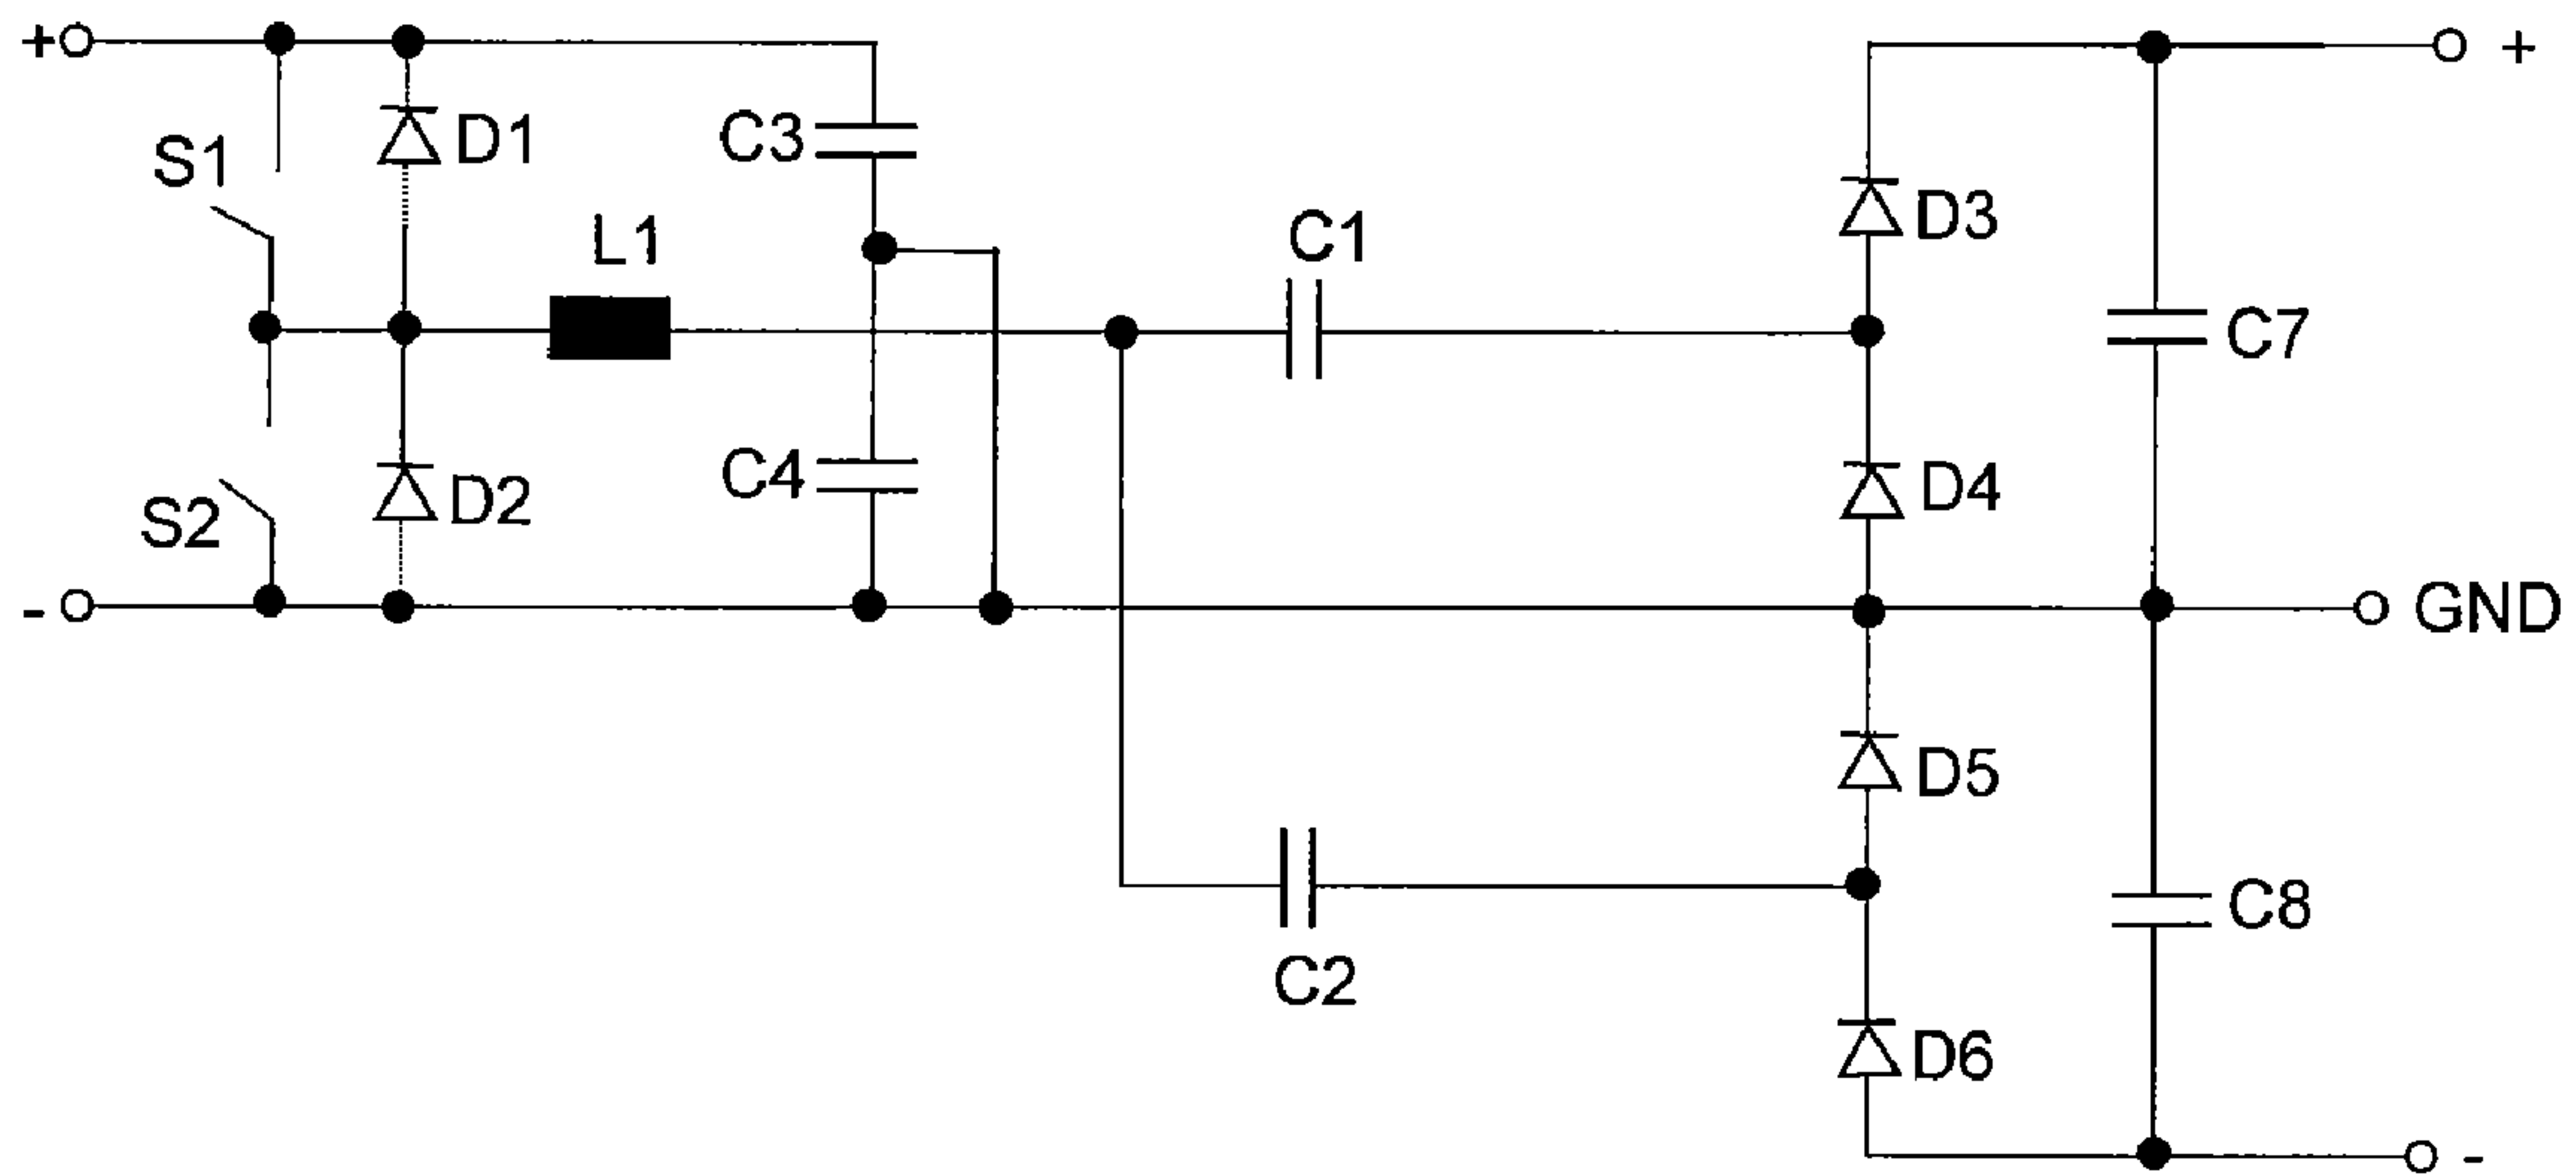 +
+
D1
C3
S1
D3
L1
C1
C7
C4
D4
D2
S2
-
GND
D5
C8
C2
D6
-